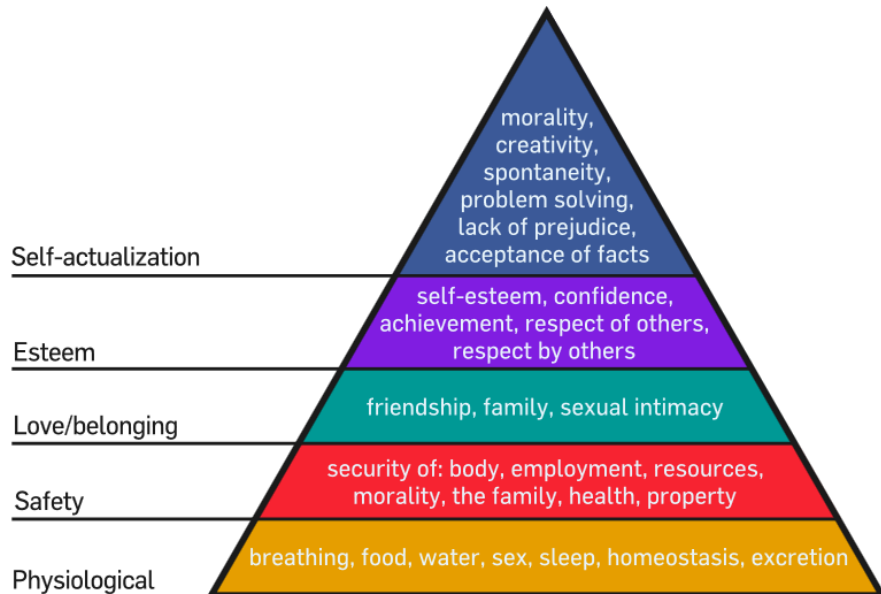 morality,
creativity,
spontaneity,
problem solving,
lack of prejudice,
acceptance of facts
Self-actualization
self-esteem, confidence,
achievement, respect of others,
respect by others
Esteem
friendship, family, sexual intimacy
Love/belonging
security of: body, employment, resources,
morality, the family, health, property
Safety
breathing, food, water, sex, sleep, homeostasis, excretion
Physiological